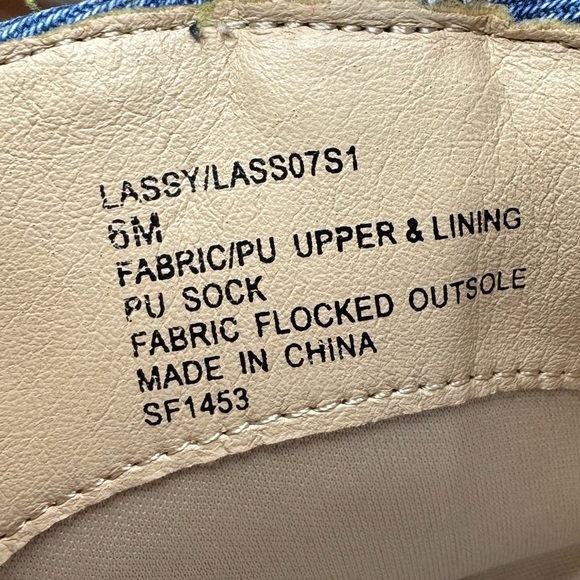 LASSY/LASS07S1
6M
FABRIC/PU UPPER & LINING
PU SOCK
FABRIC FLOCKED OUTSOLE
MADE IN CHINA
SF1453